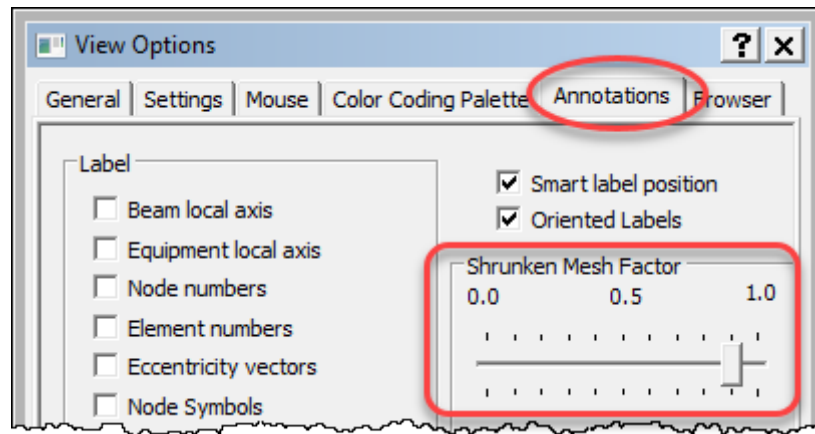 View Options
General Settings Mouse Color Coding Palette Annotations Browser
Label
Beam local axis
Equipment local axis
Node numbers
Element numbers
Eccentricity vectors
Node Symbols
Smart label position
Oriented Labels
Shrunken Mesh Factor
0.0 0.5 1.0